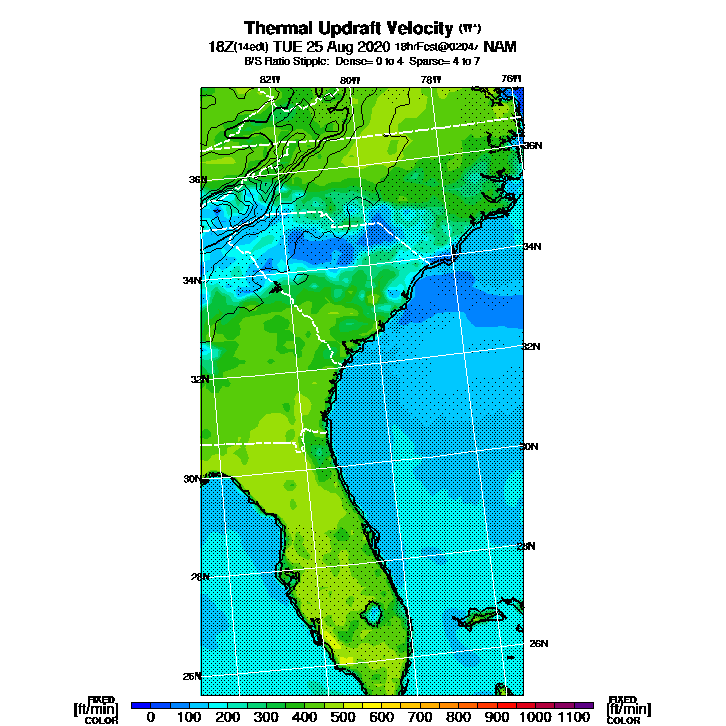 Thermal Updraft Velocity (W*)
18Z(14edt) TUE 25 Aug 2020 18hrFcst@0204z NAM
B/S Ratio Stipple: Dense= 0 to 4 Sparse= 4 to 7
82W 80W 78W 76W
36N
36N
34N
34N
32N
32N
30N
30N
28N
28N
26N
26N
FIXED
[ft/min]
COLOR
0 100 200 300 400 500 600 700 800 900 1000 1100
FIXED
[ft/min]
COLOR